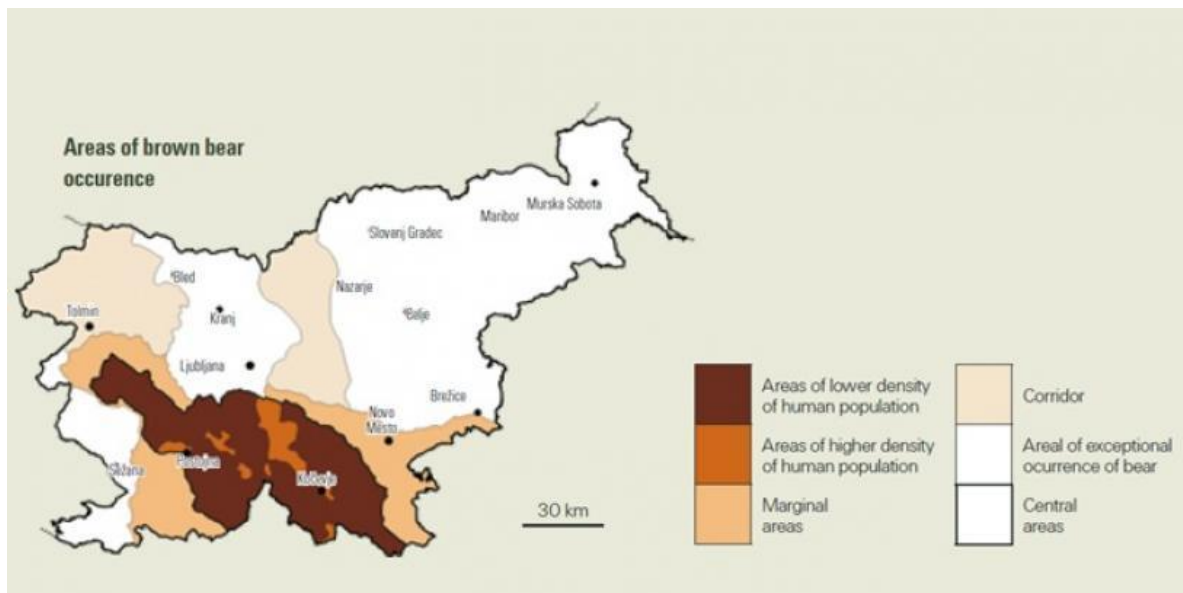 Areas of brown bear
occurence
Murska Sobota
Maribor
Slovenj Gradec
Bled
Nazarje
Tolmin
Kranj
Celje
Ljubljana
Brežice
Novo
Mesto
Postojna
Sežana
Kočevje
30 km
Areas of lower density
of human population
Areas of higher density
of human population
Marginal
areas
Corridor
Areal of exceptional
ocurrence of bear
Central
areas